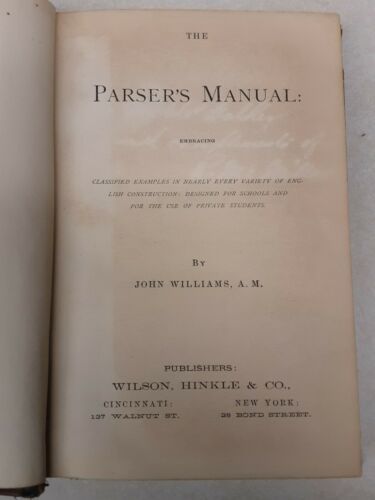 THE
PARSER'S MANUAL:
EMBRACING
CLASSIFIED EXAMPLES IN NEARLY EVERY VARIETY OF ENG-
LISH CONSTRUCTION; DESIGNED FOR SCHOOLS AND
FOR THE USE OF PRIVATE STUDENTS.
BY
JOHN WILLIAMS, A. M.
PUBLISHERS:
WILSON, HINKLE & CO.,
CINCINNATI: NEW YORK:
137 WALNUT ST. 28 BOND STREET.